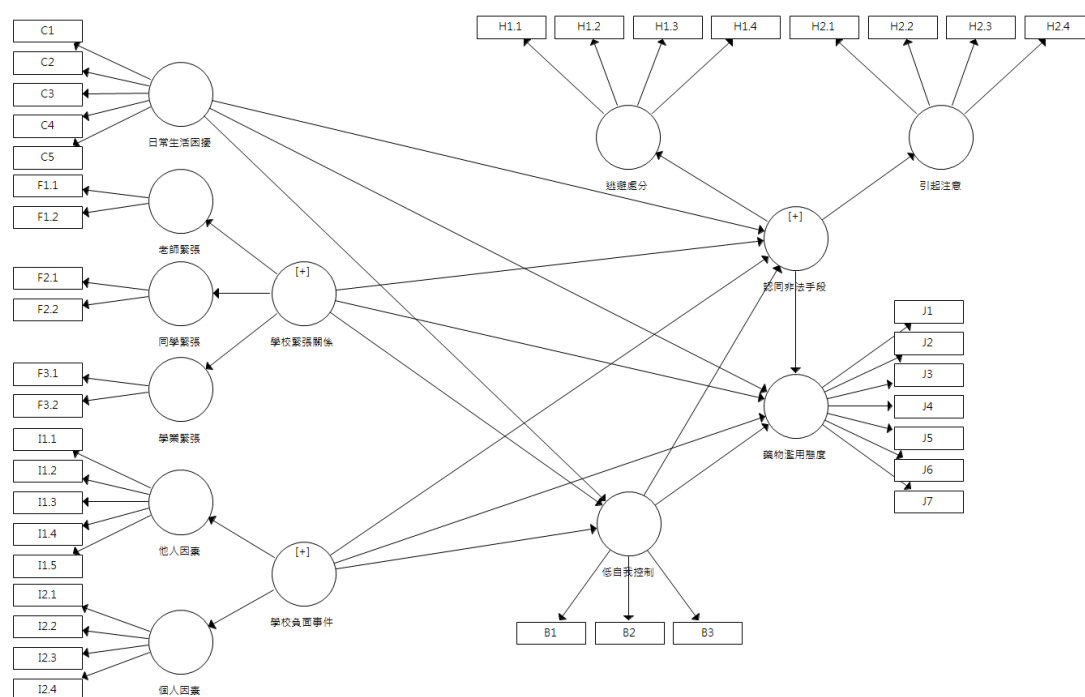 C1
C2
C3
C4
C5
日常生活困擾
F1.1
F1.2
老師緊張
F2.1
F2.2
同學緊張
F3.1
F3.2
學業緊張
[+]
學校緊張關係
I1.1
I1.2
I1.3
I1.4
I1.5
他人因素
I2.1
I2.2
I2.3
I2.4
個人因素
[+]
學校負面事件
H1.1
H1.2
H1.3
H1.4
逃避處分
H2.1
H2.2
H2.3
H2.4
引起注意
[+]
認同非法手段
J1
J2
J3
J4
J5
J6
J7
藥物濫用態度
低自我控制
B1
B2
B3